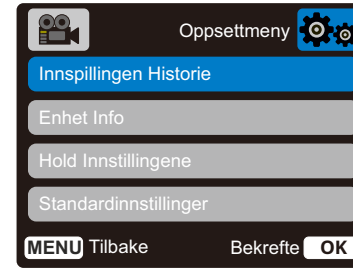 Oppsettmeny
Innspillingen Historie
Enhet Info
Hold Innstillingene
Standardinnstillinger
MENU Tilbake Bekrefte OK